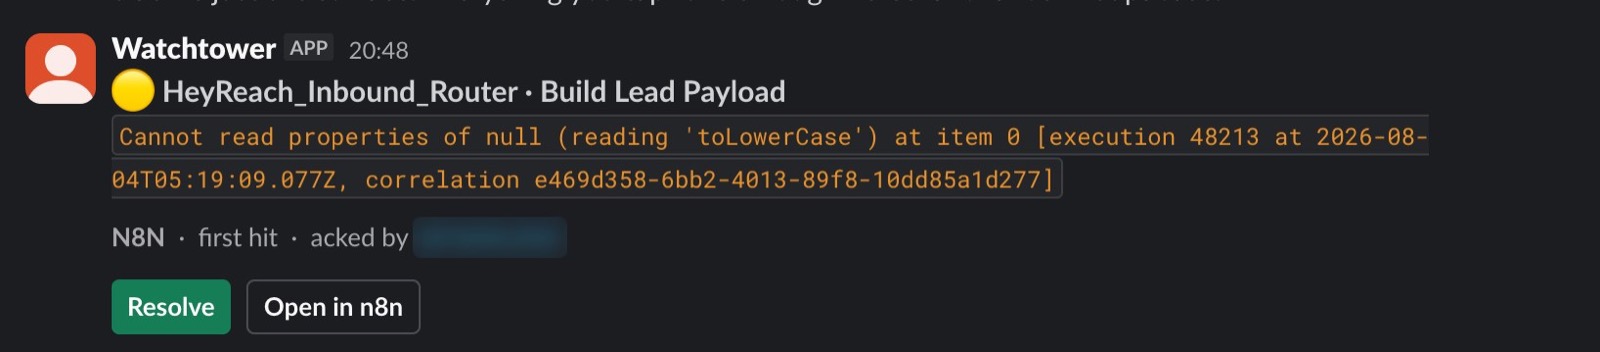 Watchtower APP 20:48
HeyReach_Inbound_Router · Build Lead Payload
Cannot read properties of null (reading 'toLowerCase') at item 0 [execution 48213 at 2026-08-
04T05:19:09.077Z, correlation e469d358-6bb2-4013-89f8-10dd85a1d277]
N8N · first hit · acked by
Resolve Open in n8n